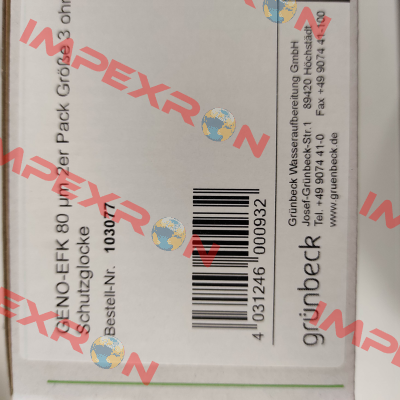 GENO-EFK 80 µm 2er Pack Größe 3 ohn
Schutzglocke
Bestell-Nr. 103077
4 031246 000932
grünbeck
Grünbeck Wasseraufbereitung GmbH
Josef-Grünbeck-Str. 1 89420 Höchstädt
Tel. +49 9074 41-0 Fax +49 9074 41-100
www.gruenbeck.de
IMPEXRON
IMPEXRON
IMPEXRON